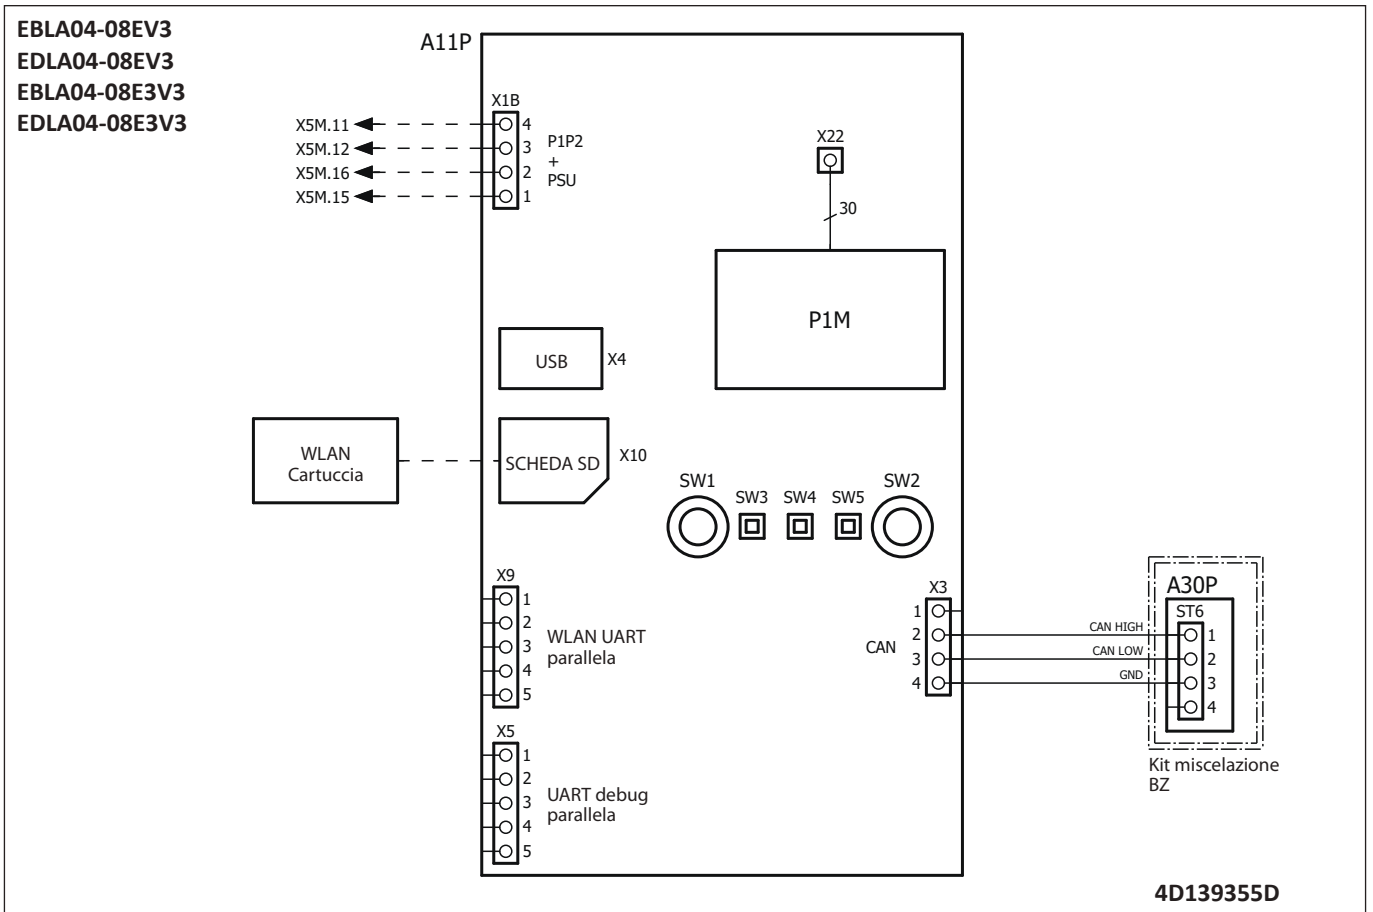 EBLA04-08EV3
EDLA04-08EV3
EBLA04-08E3V3
EDLA04-08E3V3
A11P
X1B
X5M.11
4
X5M.12
3
X5M.16
2
X5M.15
1
P1P2
+
PSU
X22
30
P1M
USB
X4
WLAN
Cartuccia
SCHEDA SD
X10
SW1
SW3
SW4
SW5
SW2
X9
1
2
3
4
5
WLAN UART
parallela
X5
1
2
3
4
5
UART debug
parallela
X3
1
2
3
4
CAN
CAN HIGH
CAN LOW
GND
A30P
ST6
1
2
3
4
Kit miscelazione
BZ
4D139355D